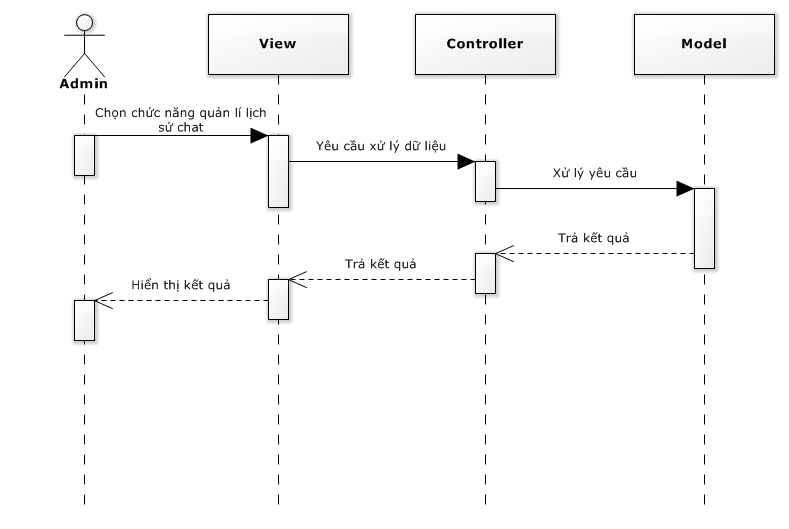 View
Controller
Model
Admin
Chọn chức năng quản lí lịch
sử chat
Yêu cầu xử lý dữ liệu
Xử lý yêu cầu
Trả kết quả
Trả kết quả
Hiển thị kết quả